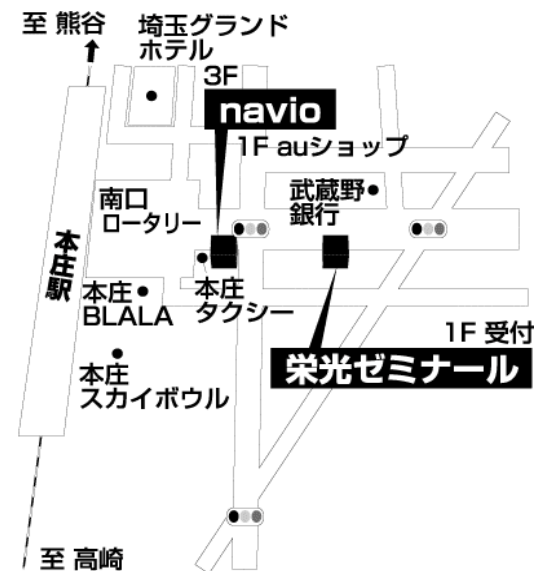 至 熊谷
埼玉グランド
ホテル
3F
navio
1F auショップ
武蔵野
銀行
南口
ロータリー
本庄駅
本庄
タクシー
本庄
BLALA
1F 受付
栄光ゼミナール
本庄
スカイボウル
至 高崎